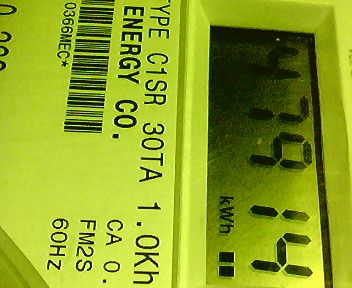 47914
kWh
TYPE C1SR 30TA 1.0Kh
ENERGY CO.
CA 0.
FM2S
0366MEC*
60Hz